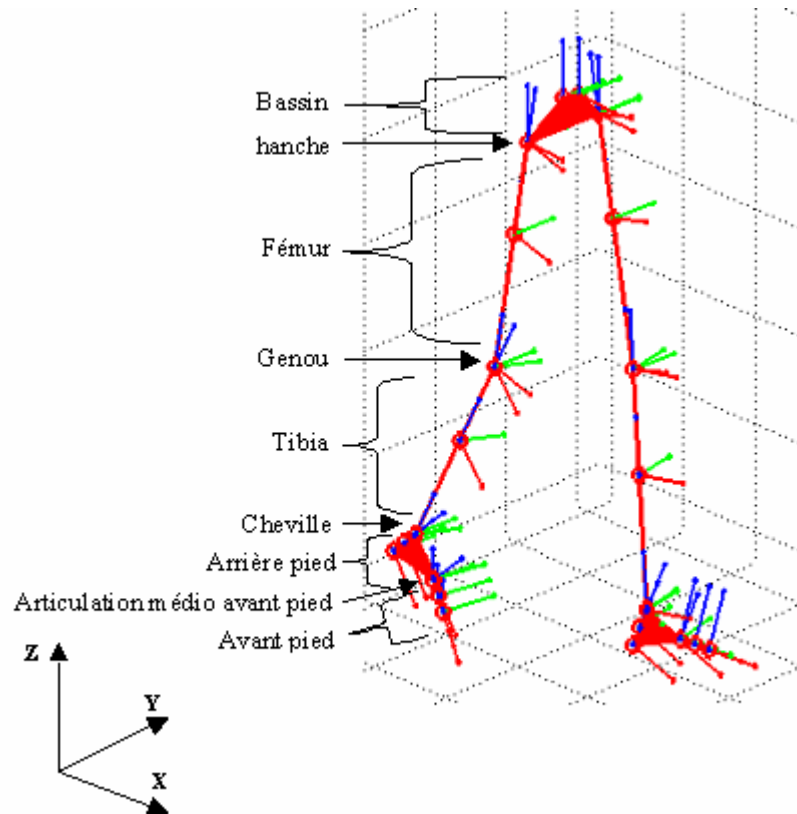 Bassin
hanche
Fémur
Genou
Tibia
Cheville
Arrière pied
Articulation médio avant pied
Avant pied
Z
Y
X